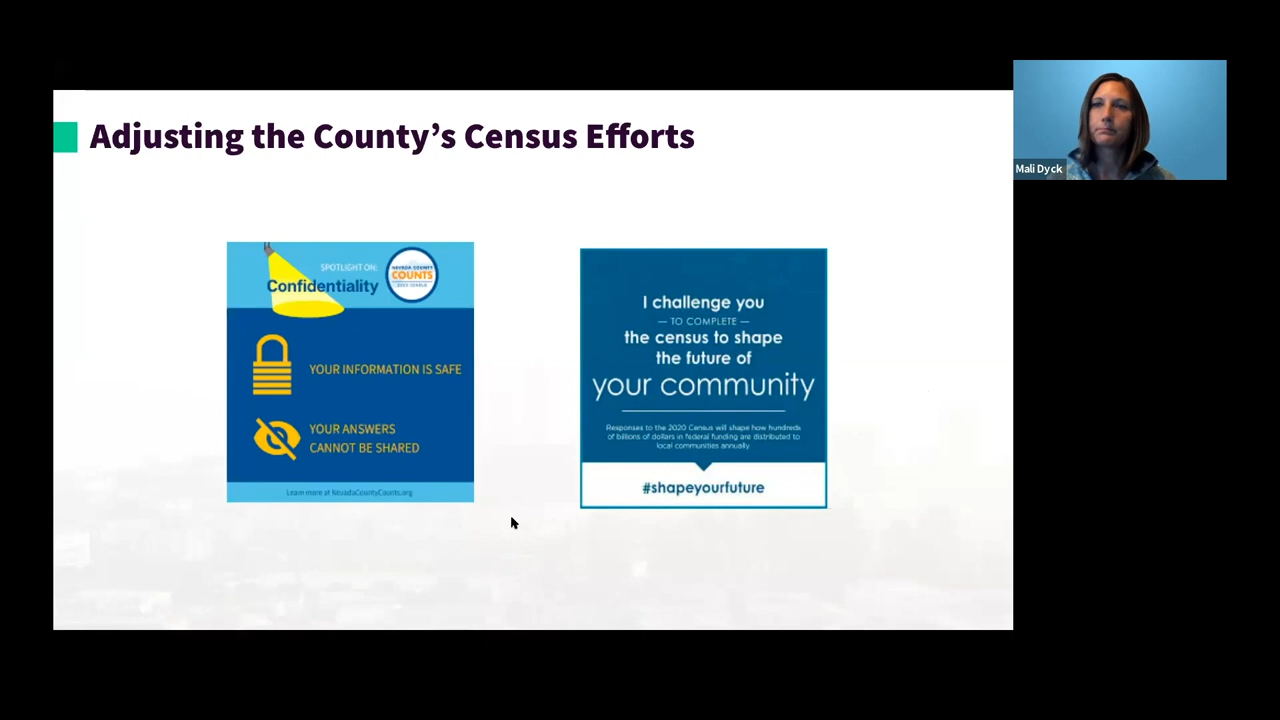 Adjusting the County's Census Efforts
Mali Dyck
SPOTLIGHT ON:
Confidentiality
NEVADA COUNTY
COUNTS
2020 CENSUS
YOUR INFORMATION IS SAFE
YOUR ANSWERS
CANNOT BE SHARED
Learn more at NevadaCountyCounts.org
I challenge you
— TO COMPLETE —
the census to shape
the future of
your community
Responses to the 2020 Census will shape how hundreds
of billions of dollars in federal funding are distributed to
local communities annually.
#shapeyourfuture